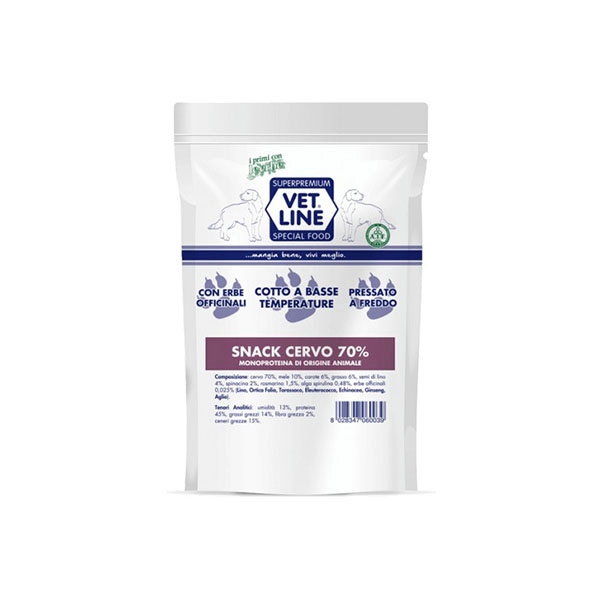 i primi con
SUPERPREMIUM
VET
LINE
SPECIAL FOOD
...mangia bene, vivi meglio.
CON ERBE
OFFICINALI
COTTO A BASSE
TEMPERATURE
PRESSATO
A FREDDO
SNACK CERVO 70%
MONOPROTEINA DI ORIGINE ANIMALE
Composizione: cervo 70%, mele 10%, carote 6%, grasso 6%, semi di lino
4%, spinacina 2%, rosmarino 1,5%, alga spirulina 0,48%, erbe officinali
0,025% (Lino, Ortica Folia, Tarassaco, Eleuterococco, Echinacea, Ginseng,
Aglio).
Tenori Analitici: umidità 13%, proteina
45%, grassi grezzi 14%, fibra grezza 2%,
ceneri grezze 15%.
8 028347 060039